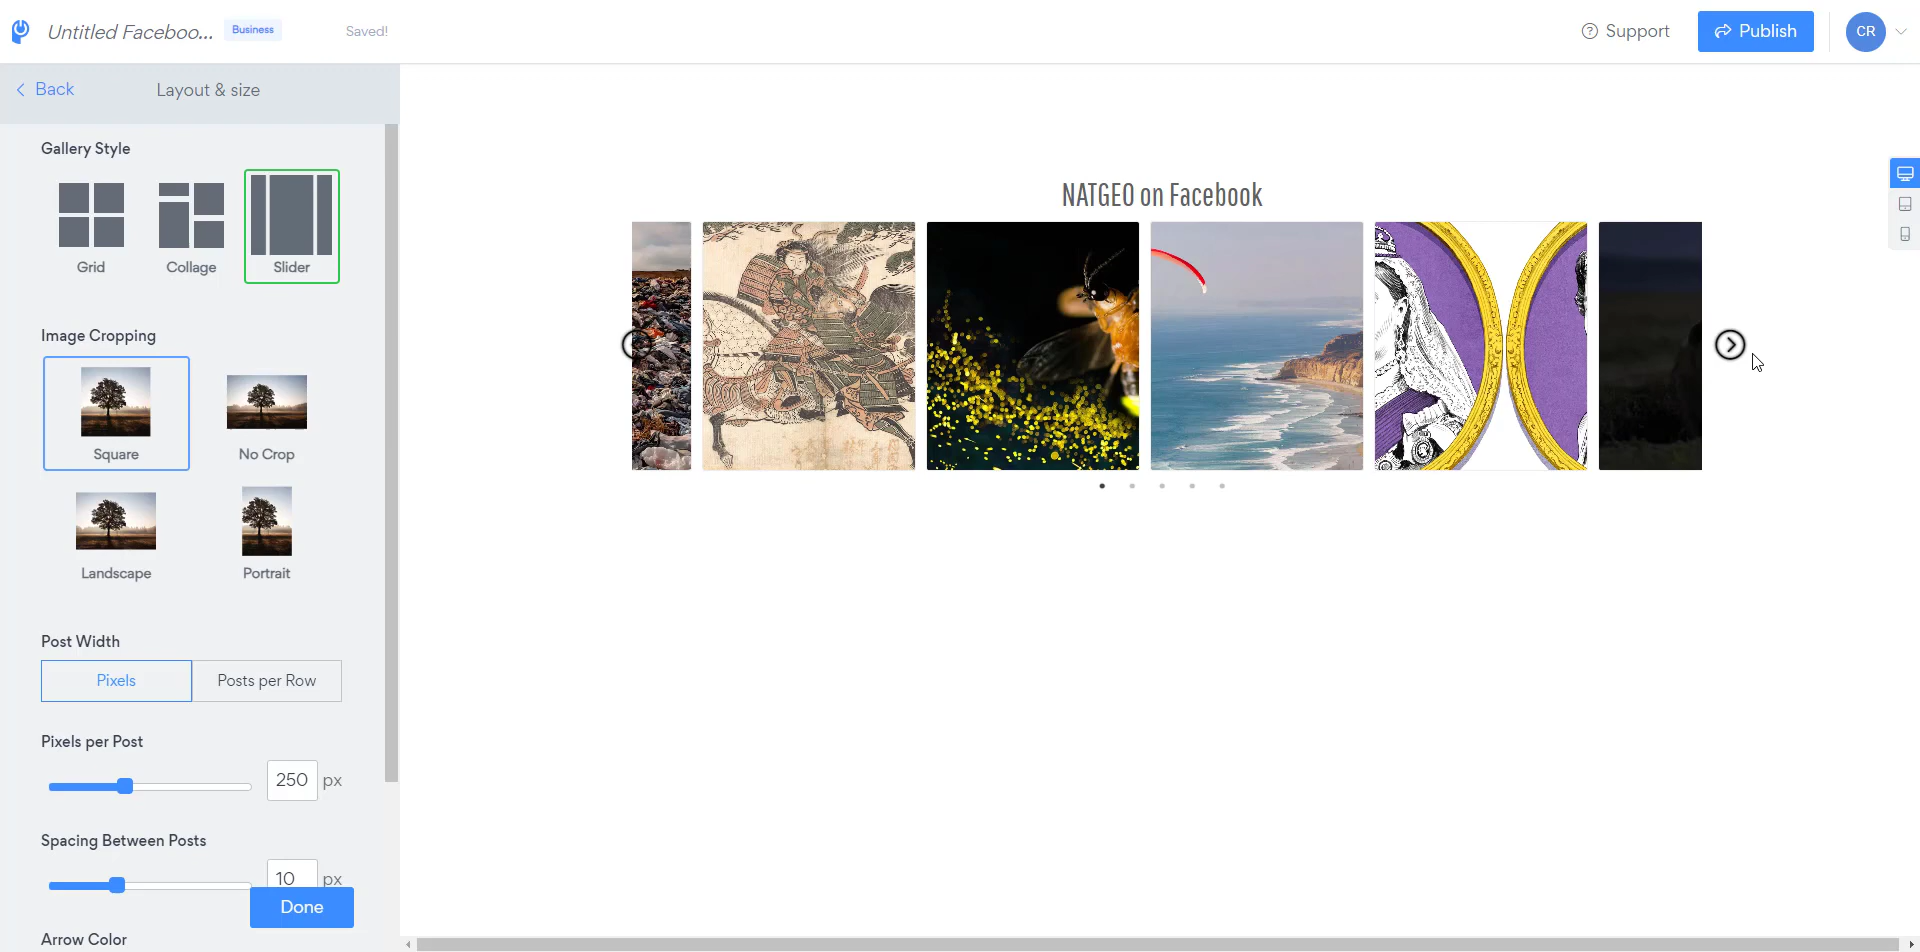 Untitled Faceboo...
Business
Saved!
Support
Publish
CR
Back
Layout & size
Gallery Style
Grid
Collage
Slider
Image Cropping
Square
No Crop
Landscape
Portrait
Post Width
Pixels
Posts per Row
Pixels per Post
250 px
Spacing Between Posts
10 px
Done
Arrow Color
NATGEO on Facebook